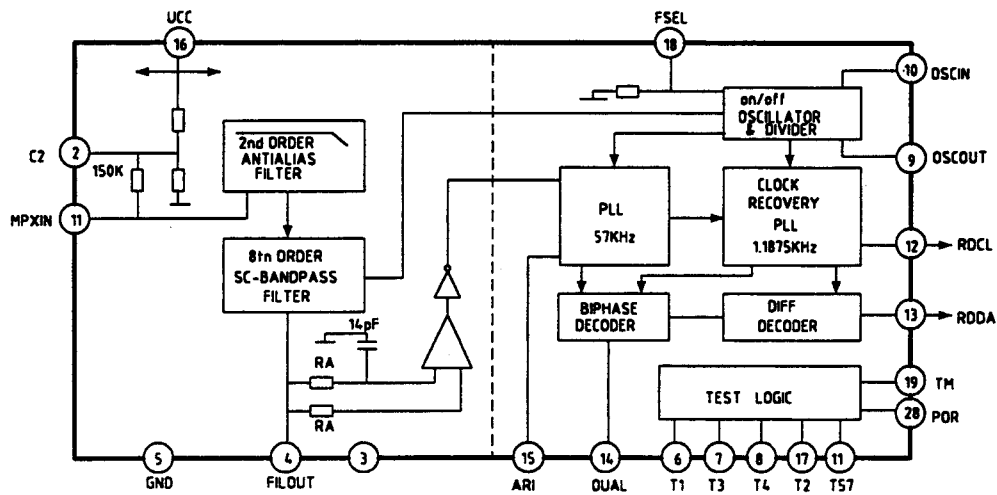 UCC
16
FSEL
18
10
OSCIN
on/off
OSCILLATOR
& DIVIDER
2nd ORDER
ANTIALIAS
FILTER
C2
2
150K
9
OSCOUT
11
MPXIN
PLL
57KHz
CLOCK
RECOVERY
PLL
1.1875KHz
12
RDCL
8tn ORDER
SC-BANDPASS
FILTER
BIPHASE
DECODER
DIFF
DECODER
13
RDDA
14pF
RA
RA
TEST LOGIC
19
TM
28
POR
5
4
3
15
14
6
7
8
17
11
GND
FILOUT
ARI
QUAL
T1
T3
T4
T2
T57